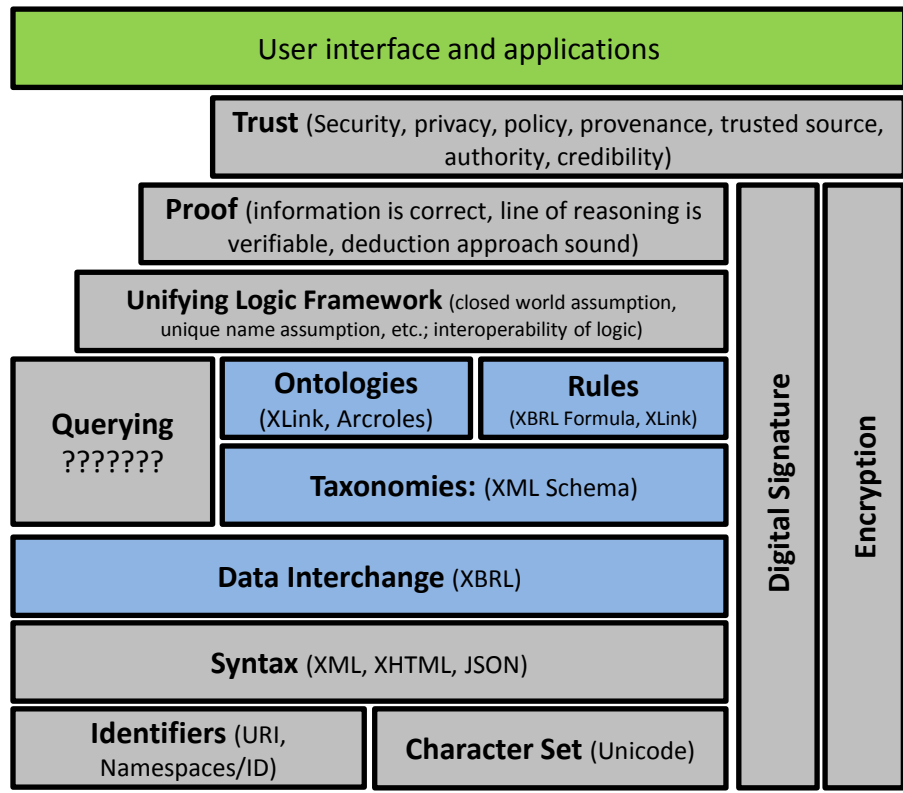 User interface and applications
Trust (Security, privacy, policy, provenance, trusted source,
authority, credibility)
Proof (information is correct, line of reasoning is
verifiable, deduction approach sound)
Unifying Logic Framework (closed world assumption,
unique name assumption, etc.; interoperability of logic)
Querying
???????
Ontologies
(XLink, Arcroles)
Rules
(XBRL Formula, XLink)
Taxonomies: (XML Schema)
Data Interchange (XBRL)
Syntax (XML, XHTML, JSON)
Identifiers (URI,
Namespaces/ID)
Character Set (Unicode)
Digital Signature
Encryption